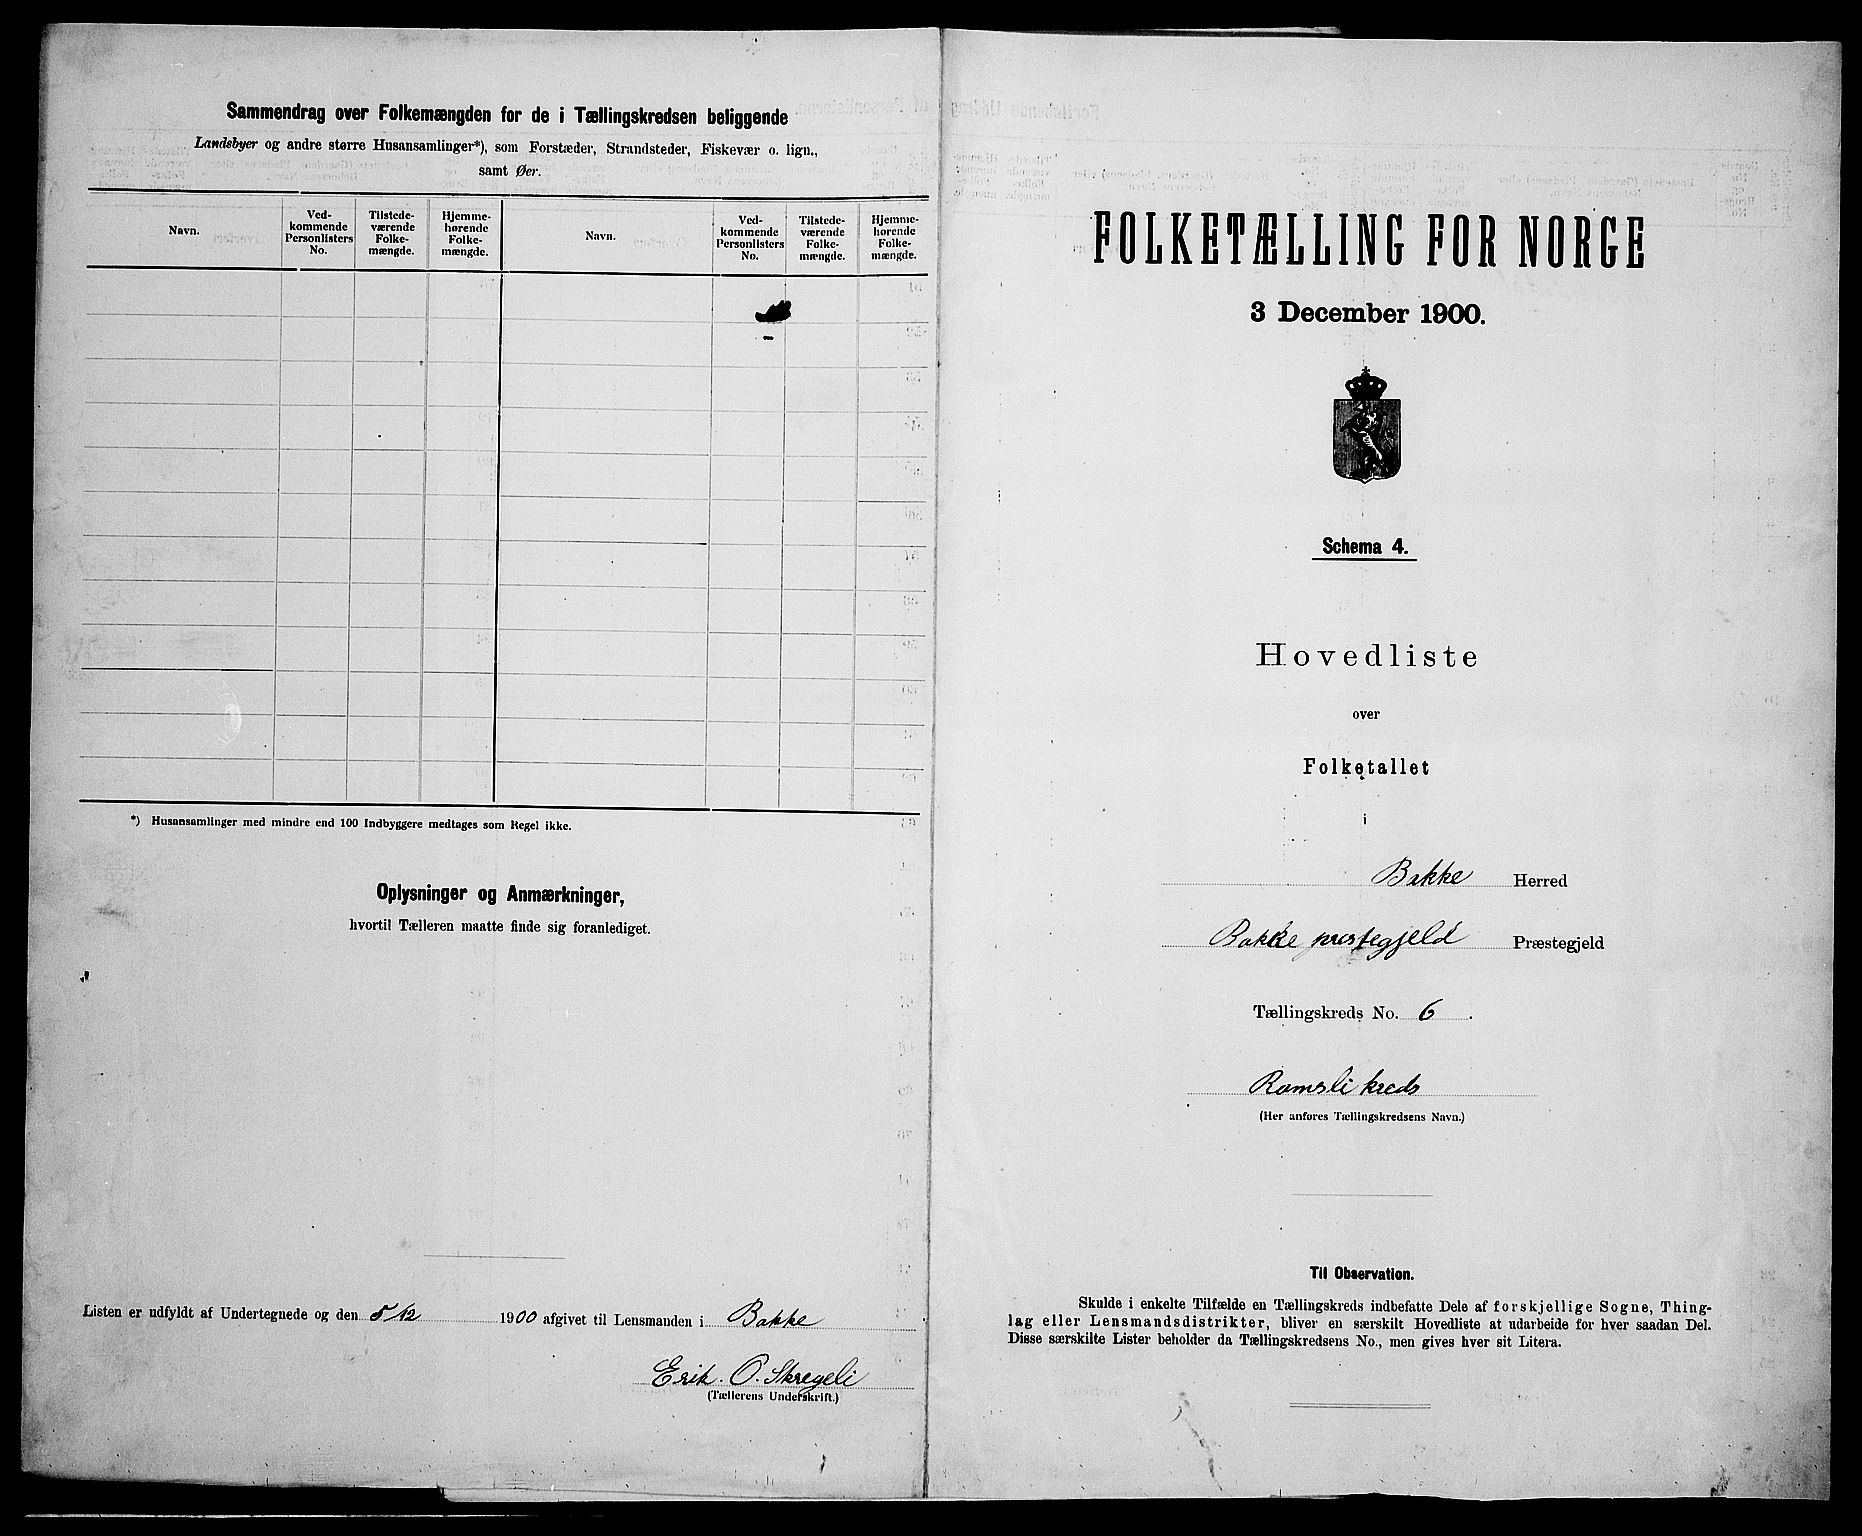 Sammendrag over Folkemængden for de i Tællingskredsen beliggende
Landsbyer og andre større Husansamlinger*), som Forstæder, Strandsteder, Fiskevær o. lign.,
samt Øer.
Navn.
Ved-
kommende
Personlisters
No.
Tilstede-
værende
Folke-
mængde.
Hjemme-
hørende
Folke-
mængde.
Navn.
Ved-
kommende
Personlisters
No.
Tilstede-
værende
Folke-
mængde.
Hjemme-
hørende
Folke-
mængde.
*) Husansamlinger med mindre end 100 Indbyggere medtages som Regel ikke.
Oplysninger og Anmærkninger,
hvortil Tælleren maatte finde sig foranlediget.
Listen er udfyldt af Undertegnede og den 5/12 1900 afgivet til Lensmanden i Bakke
Erik O. Skregeli
(Tællerens Underskrift.)
FOLKETÆLLING FOR NORGE
3 December 1900.
Schema 4.
Hovedliste
over
Folketallet
i
Bakke Herred
Bakke prestegjeld Præstegjeld
Tællingskreds No. 6.
Ramsli kreds
(Her anføres Tællingskredsens Navn.)
Til Observation.
Skulde i enkelte Tilfælde en Tællingskreds indbefatte Dele af forskjellige Sogne, Thing-
lag eller Lensmandsdistrikter, bliver en særskilt Hovedliste at udarbeide for hver saadan Del.
Disse særskilte Lister beholder da Tællingskredsens No., men gives hver sit Litera.